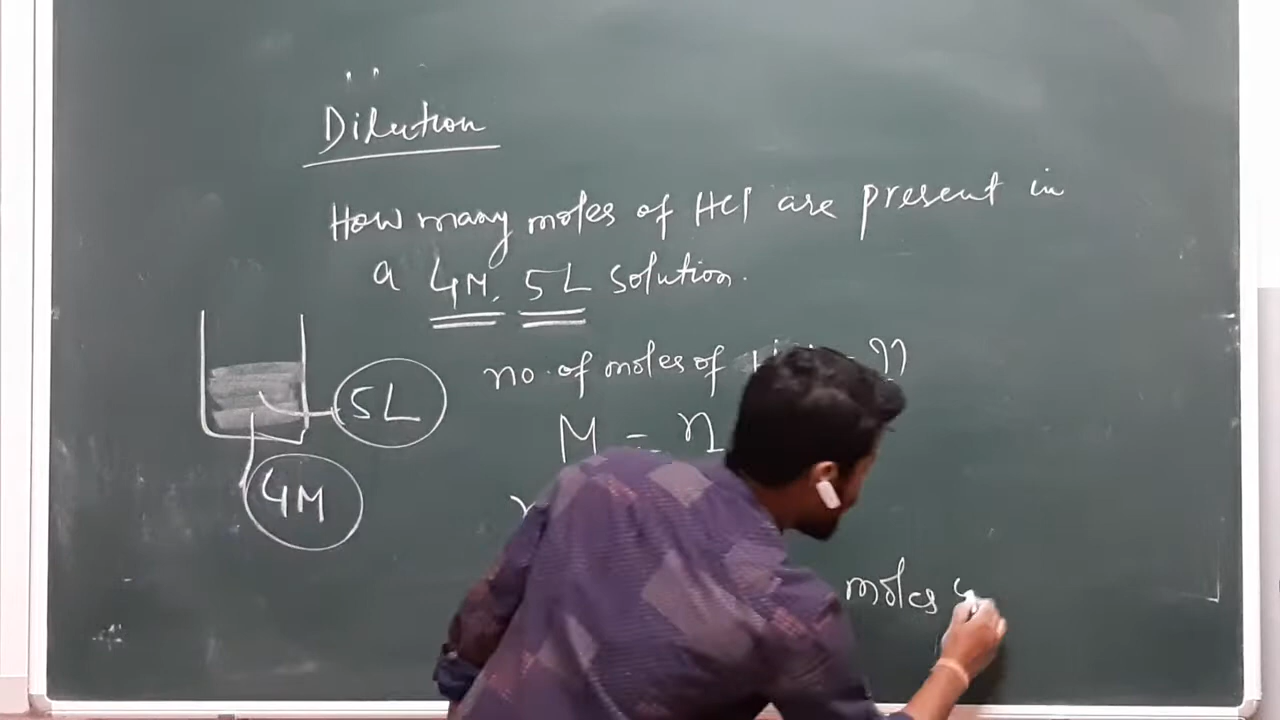 Dilution
How many moles of HCl are present in
a 4M, 5L solution.
no. of moles of
5L
M = n
4M
moles